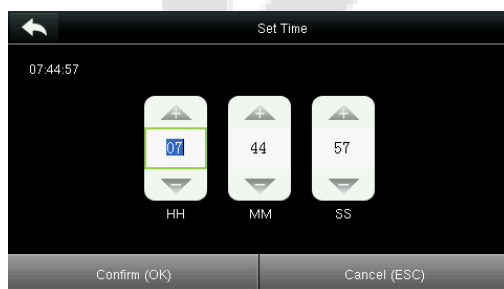 Set Time
07:44:57
07 44 57
HH MM SS
Confirm (OK) Cancel (ESC)